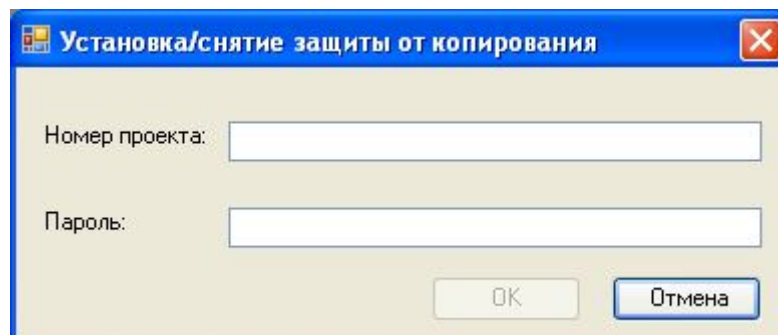 Установка/снятие защиты от копирования
Номер проекта:
Пароль:
OK Отмена